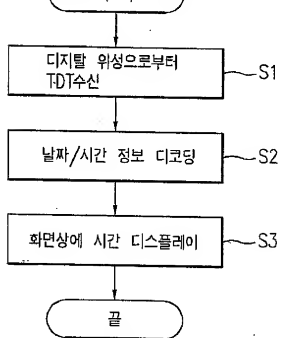 디지탈 위성으로부터
TDT수신
S1
날짜/시간 정보 디코딩
S2
화면상에 시간 디스플레이
S3
끝